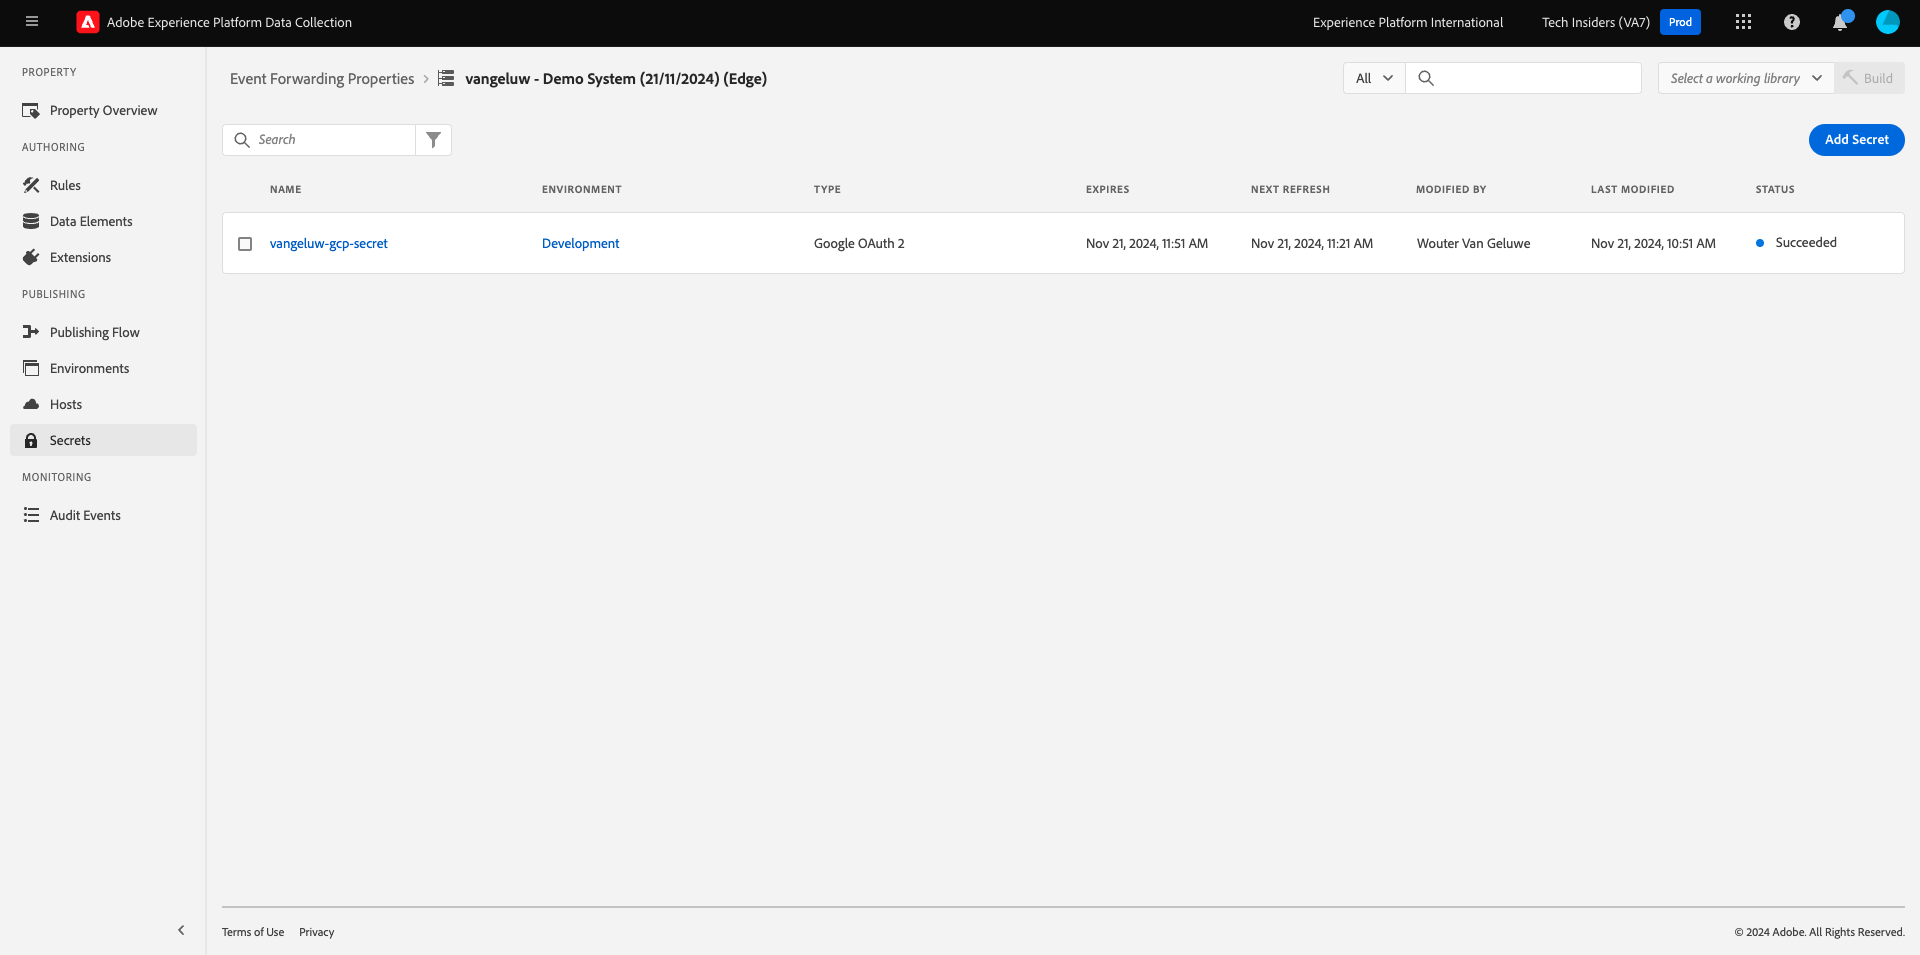 Adobe Experience Platform Data Collection
Experience Platform International
Tech Insiders (VA7)
Prod
PROPERTY
Property Overview
AUTHORING
Rules
Data Elements
Extensions
PUBLISHING
Publishing Flow
Environments
Hosts
Secrets
MONITORING
Audit Events
Event Forwarding Properties
vangeluw - Demo System (21/11/2024) (Edge)
All
Select a working library
Build
Search
Add Secret
NAME ENVIRONMENT TYPE EXPIRES NEXT REFRESH MODIFIED BY LAST MODIFIED STATUS
vangeluw-gcp-secret Development Google OAuth 2 Nov 21, 2024, 11:51 AM Nov 21, 2024, 11:21 AM Wouter Van Geluwe Nov 21, 2024, 10:51 AM Succeeded
Terms of Use Privacy
© 2024 Adobe. All Rights Reserved.